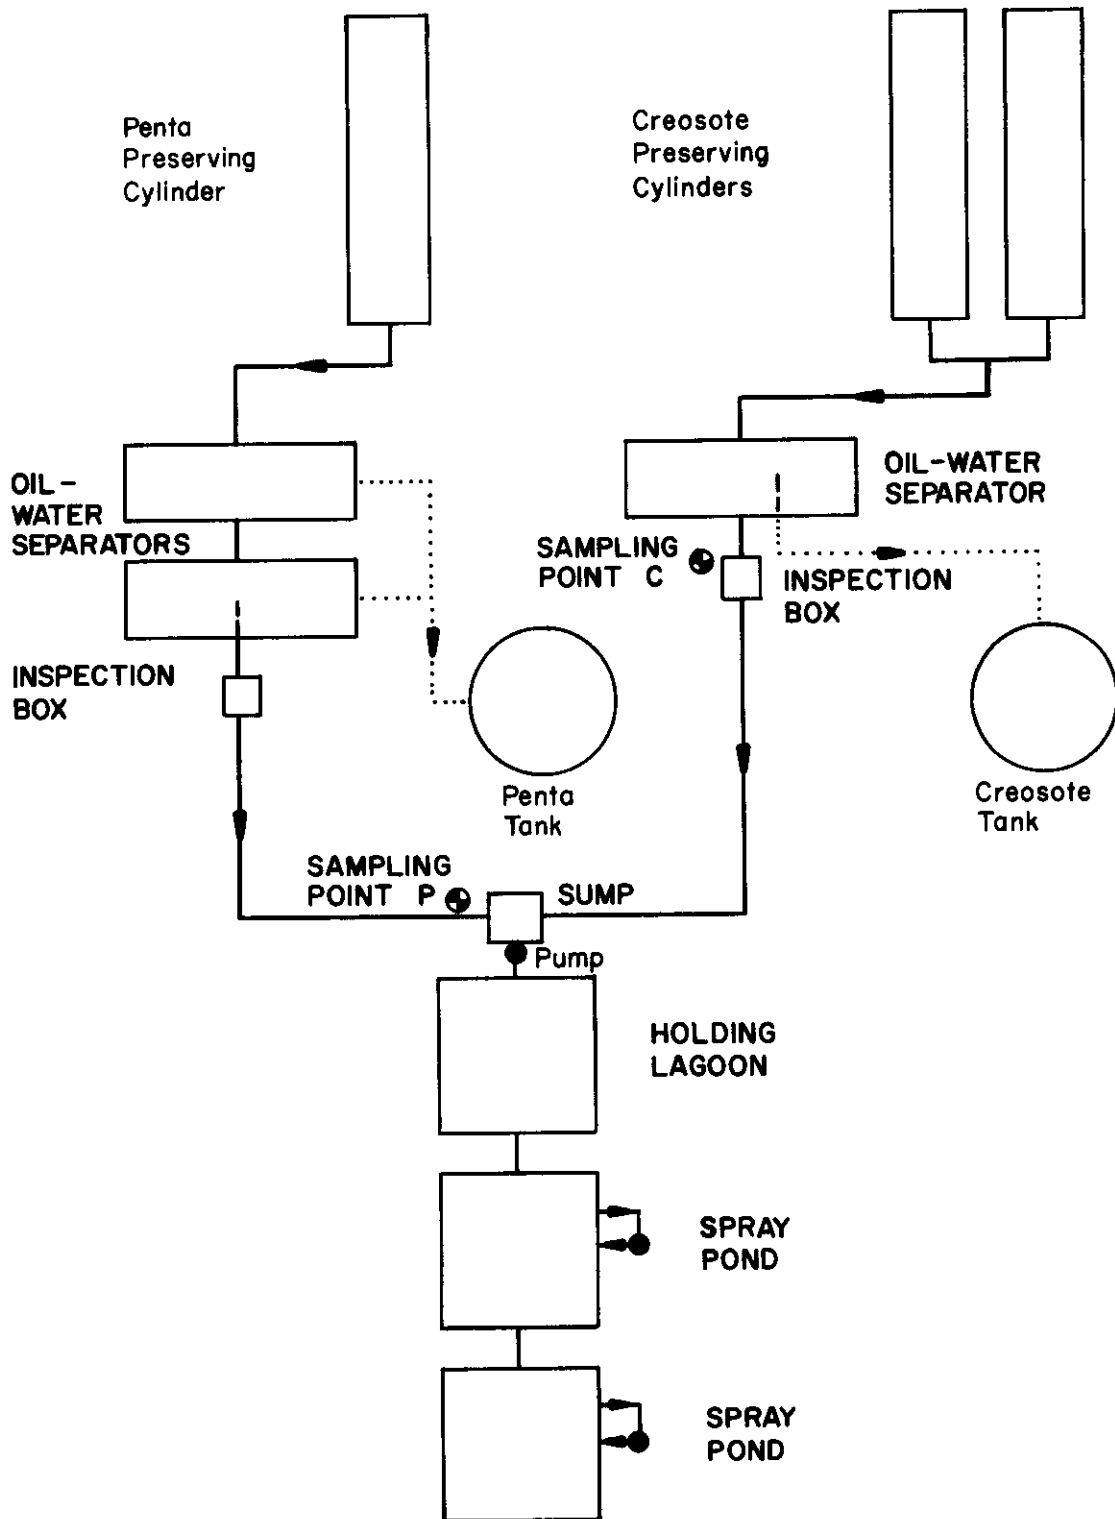 Penta
Preserving
Cylinder
Creosote
Preserving
Cylinders
OIL-
WATER
SEPARATORS
OIL-WATER
SEPARATOR
SAMPLING
POINT C
INSPECTION
BOX
INSPECTION
BOX
Penta
Tank
Creosote
Tank
SAMPLING
POINT P
SUMP
Pump
HOLDING
LAGOON
SPRAY
POND
SPRAY
POND